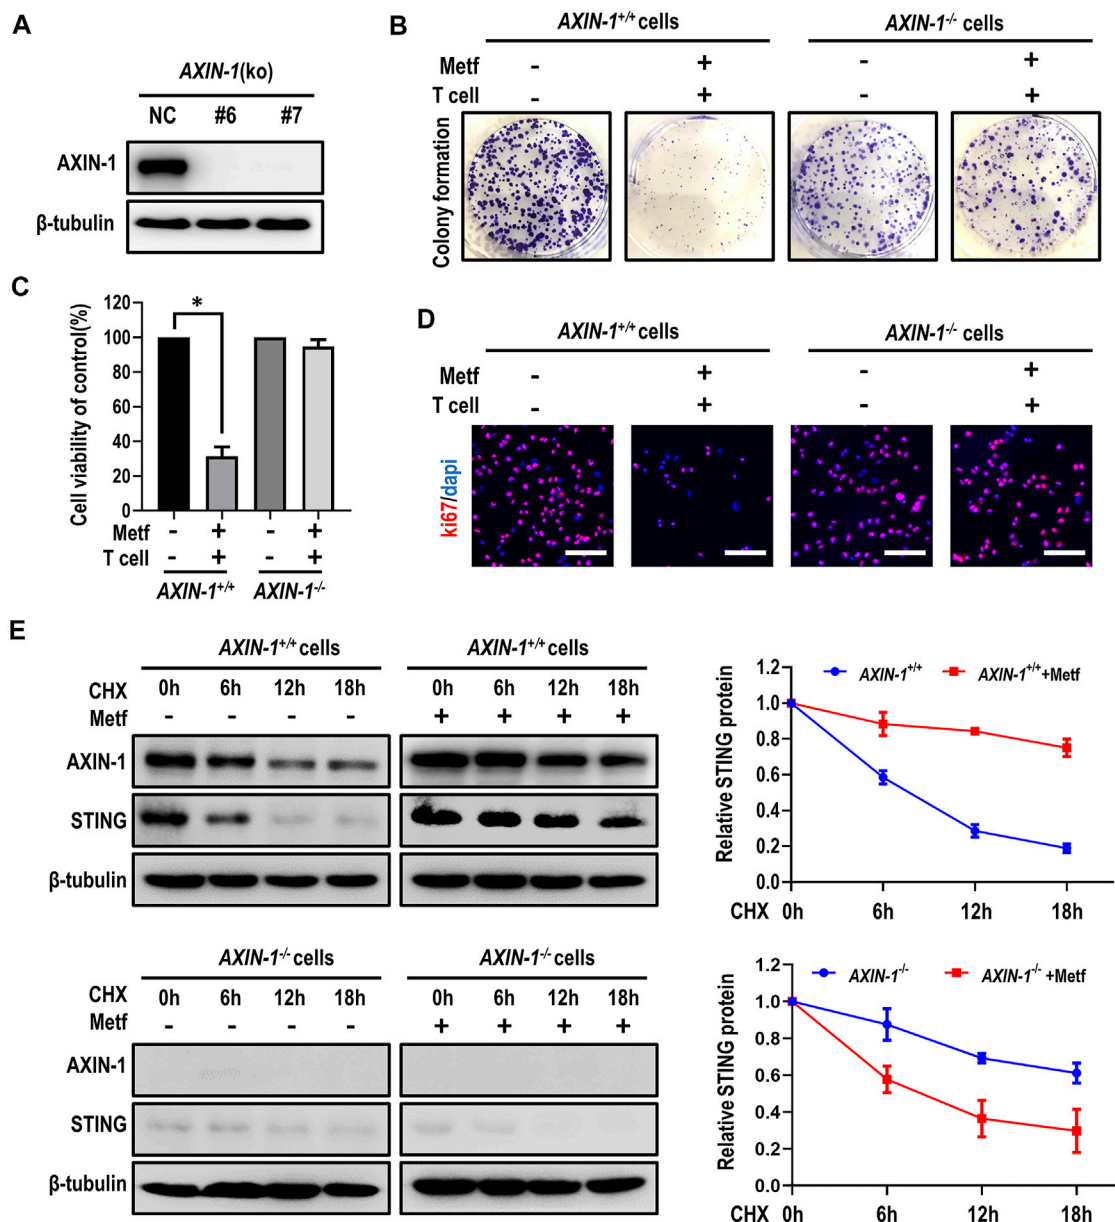 A
AXIN-1(ko)
NC #6 #7
AXIN-1
β-tubulin
B
AXIN-1+/+ cells AXIN-1-/- cells
Metf - + - +
T cell - + - +
Colony formation
C
Cell viability of control(%)
120
100
80
60
40
20
0
*
Metf - + - +
T cell - + - +
AXIN-1+/+ AXIN-1-/-
D
AXIN-1+/+ cells AXIN-1-/- cells
Metf - + - +
T cell - + - +
ki67/dapi
E
AXIN-1+/+ cells AXIN-1+/+ cells
CHX 0h 6h 12h 18h 0h 6h 12h 18h
Metf - - - - + + + +
AXIN-1
STING
β-tubulin
Relative STING protein
1.2
1.0
0.8
0.6
0.4
0.2
0.0
AXIN-1+/+ AXIN-1+/++Metf
CHX 0h 6h 12h 18h
AXIN-1-/- cells AXIN-1-/- cells
CHX 0h 6h 12h 18h 0h 6h 12h 18h
Metf - - - - + + + +
AXIN-1
STING
β-tubulin
Relative STING protein
1.2
1.0
0.8
0.6
0.4
0.2
0.0
AXIN-1-/- AXIN-1-/- +Metf
CHX 0h 6h 12h 18h